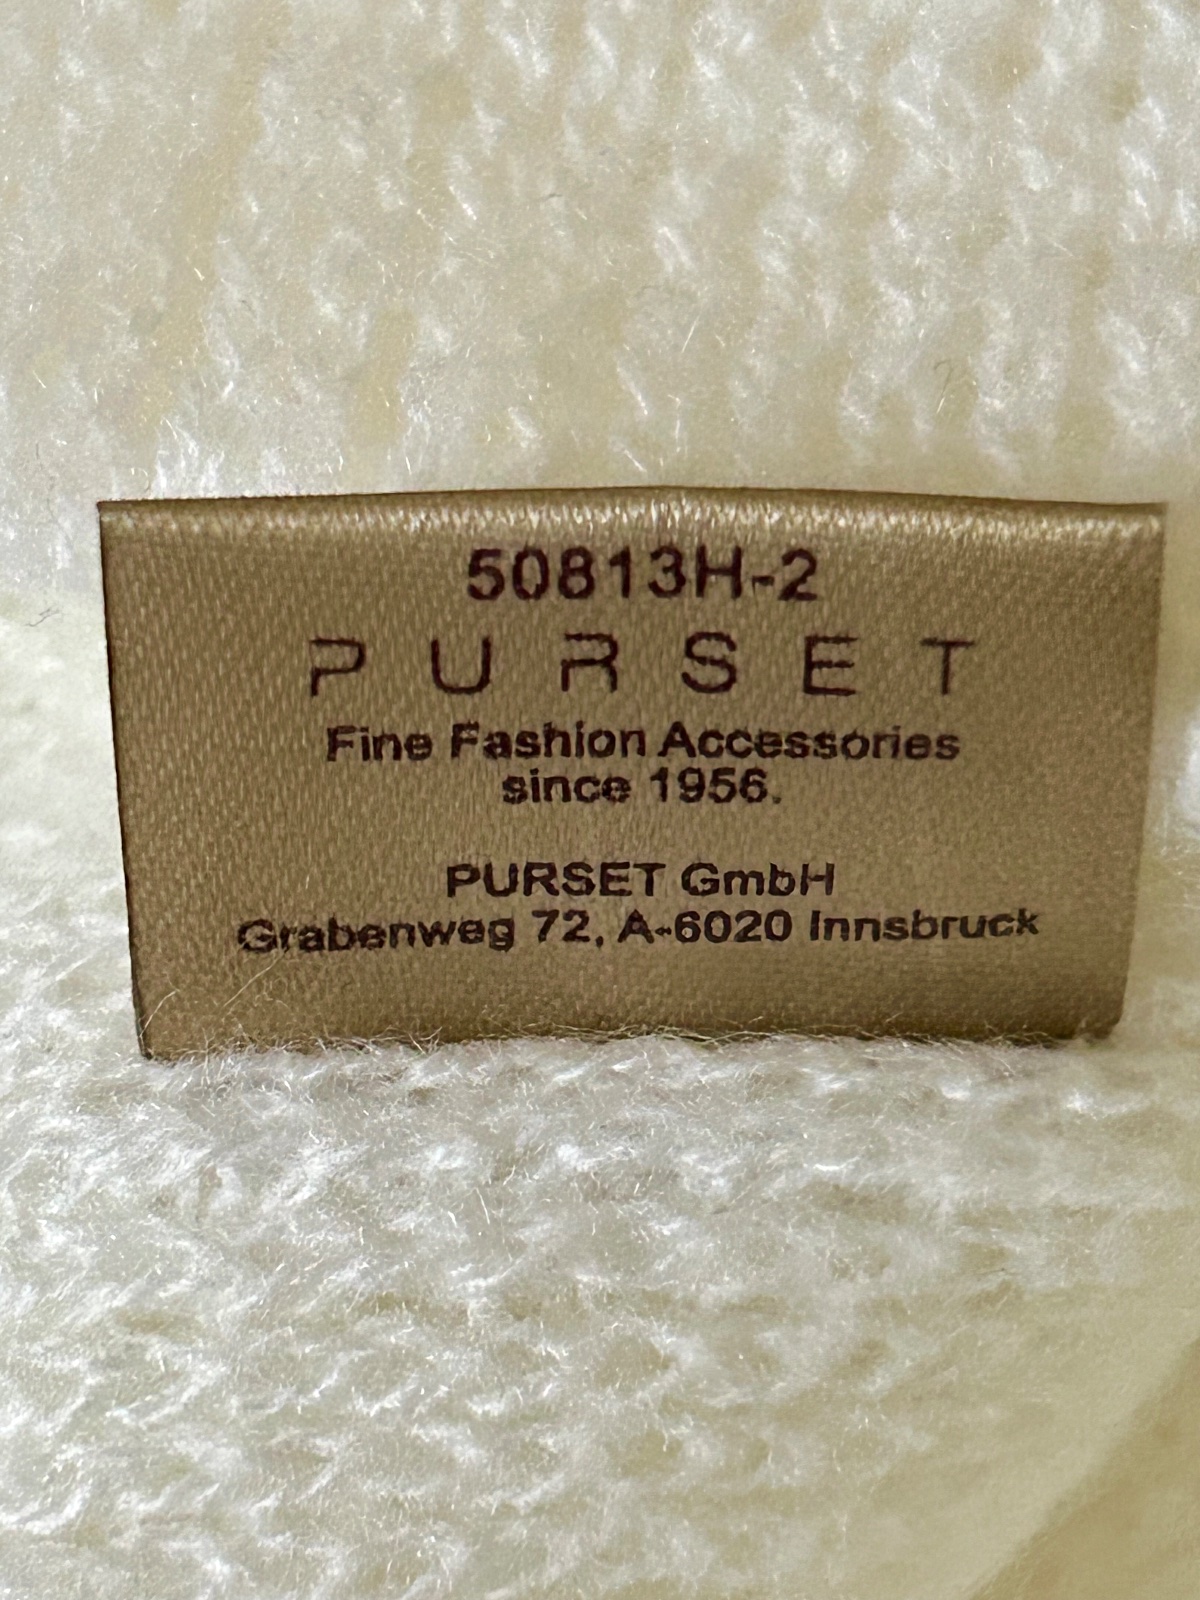 50813H-2
PURSET
Fine Fashion Accessories
since 1956.
PURSET GmbH
Grabenweg 72, A-6020 Innsbruck